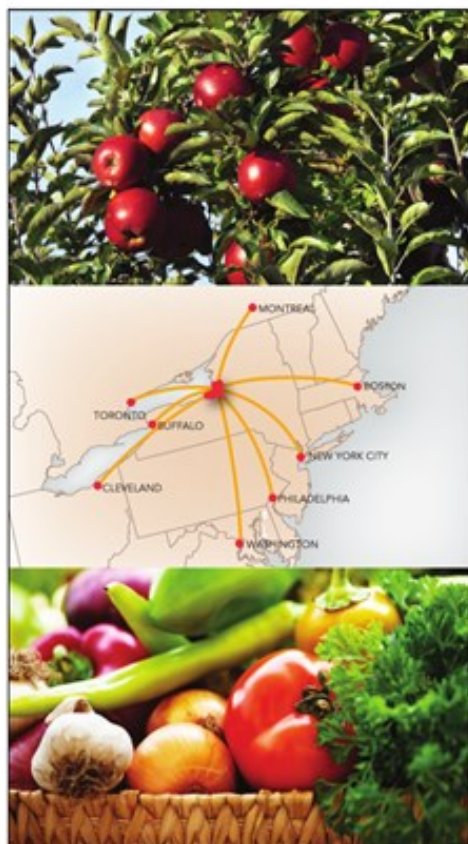 MONTREAL
BOSTON
TORONTO
BUFFALO
NEW YORK CITY
CLEVELAND
PHILADELPHIA
WASHINGTON